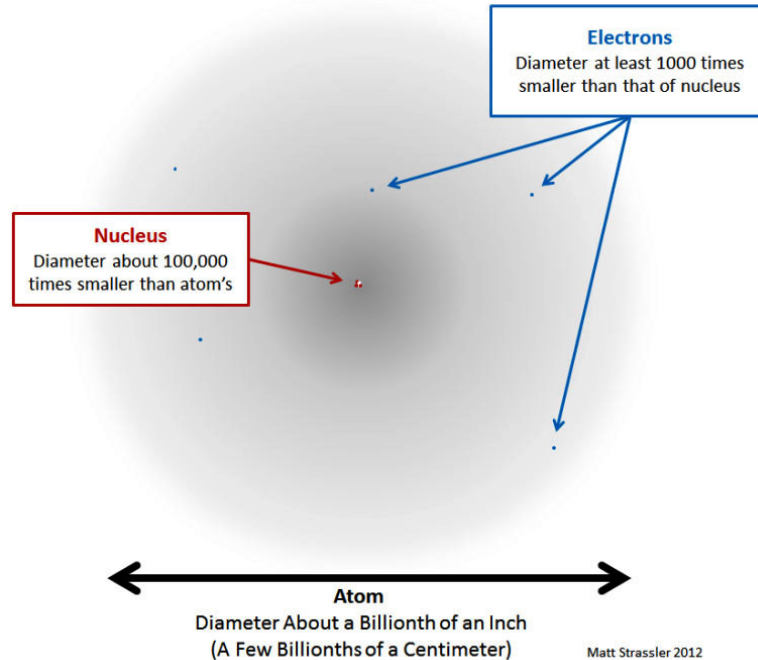 Electrons
Diameter at least 1000 times
smaller than that of nucleus
Nucleus
Diameter about 100,000
times smaller than atom's
Atom
Diameter About a Billionth of an Inch
(A Few Billionths of a Centimeter)
Matt Strassler 2012